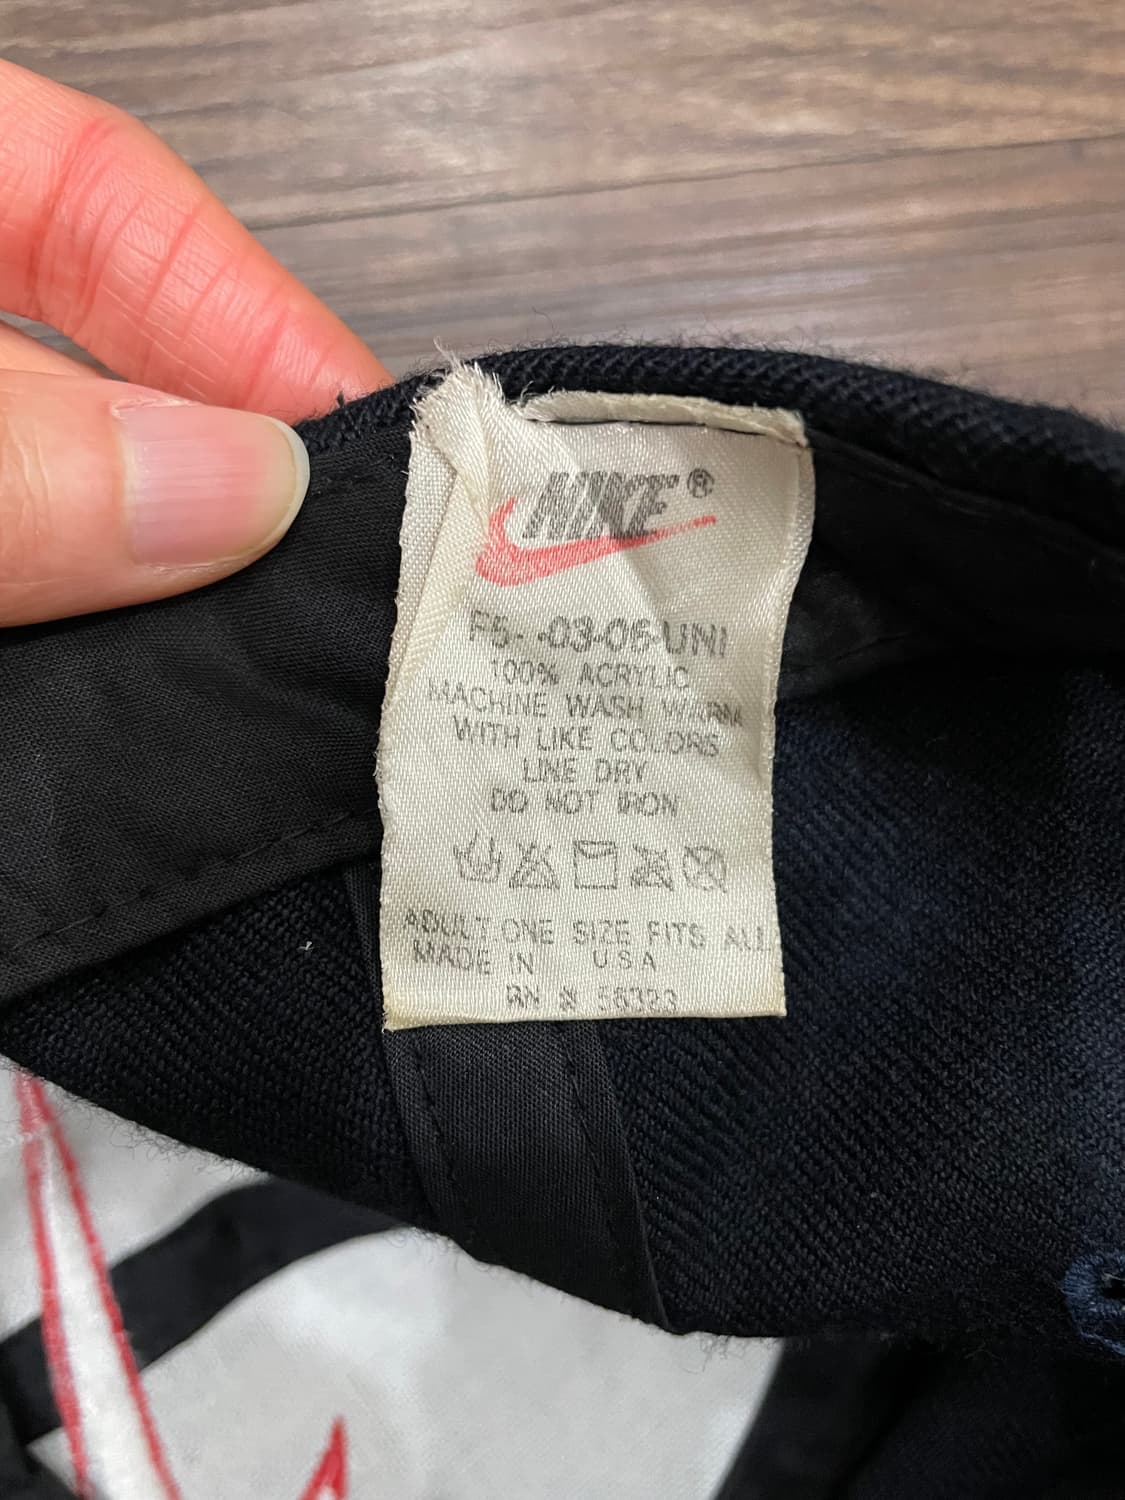 NIKE®
F5- -03-06-UNI
100% ACRYLIC
MACHINE WASH WARM
WITH LIKE COLORS
LINE DRY
DO NOT IRON
ADULT.ONE SIZE FITS ALL
MADE IN USA
RN # 56323